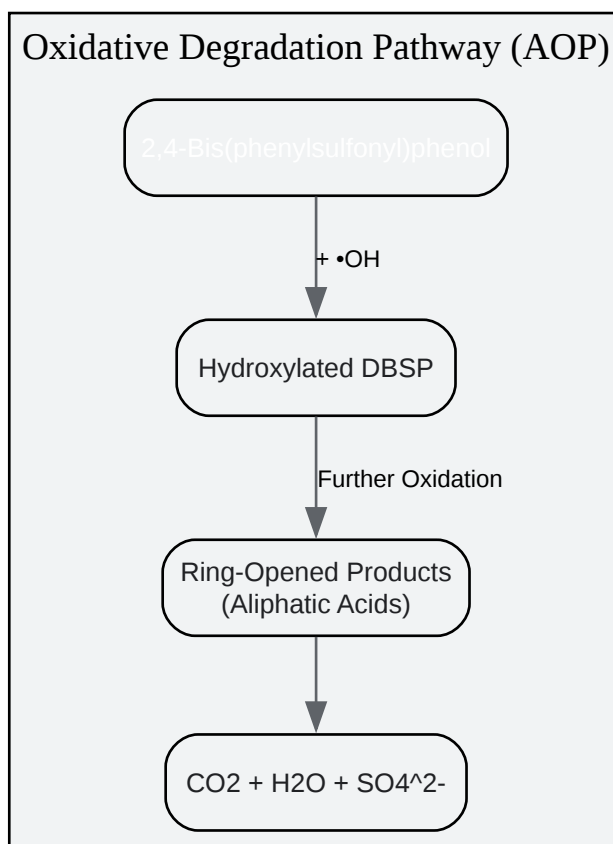 Oxidative Degradation Pathway (AOP)
2,4-Bis(phenylsulfonyl)phenol
+ •OH
Hydroxylated DBSP
Further Oxidation
Ring-Opened Products
(Aliphatic Acids)
CO2 + H2O + SO4^2-